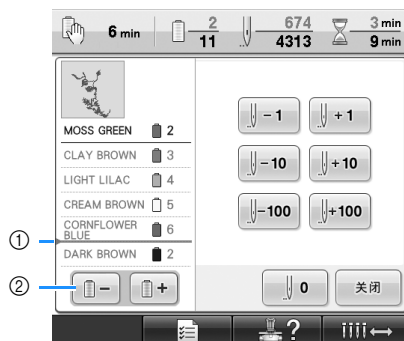 6 min
2
11
674
4313
3 min
9 min
MOSS GREEN 2
CLAY BROWN 3
LIGHT LILAC 4
CREAM BROWN 5
CORNFLOWER
BLUE 6
DARK BROWN 2
①
②
− 1
+ 1
− 10
+ 10
−100
+100
−
+
0
关闭
?